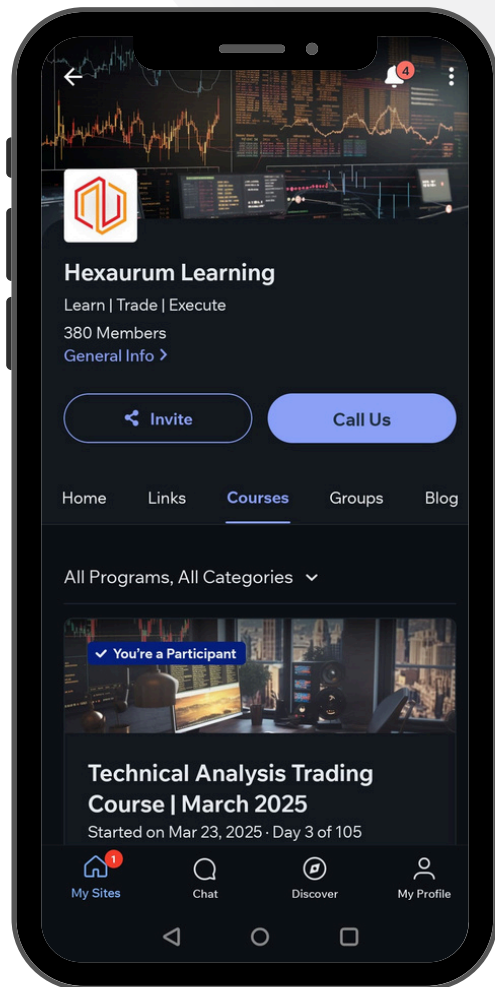 4
Hexaurum Learning
Learn | Trade | Execute
380 Members
General Info
Invite
Call Us
Home
Links
Courses
Groups
Blog
All Programs, All Categories
You're a Participant
Technical Analysis Trading
Course | March 2025
Started on Mar 23, 2025 · Day 3 of 105
1
My Sites
Chat
Discover
My Profile